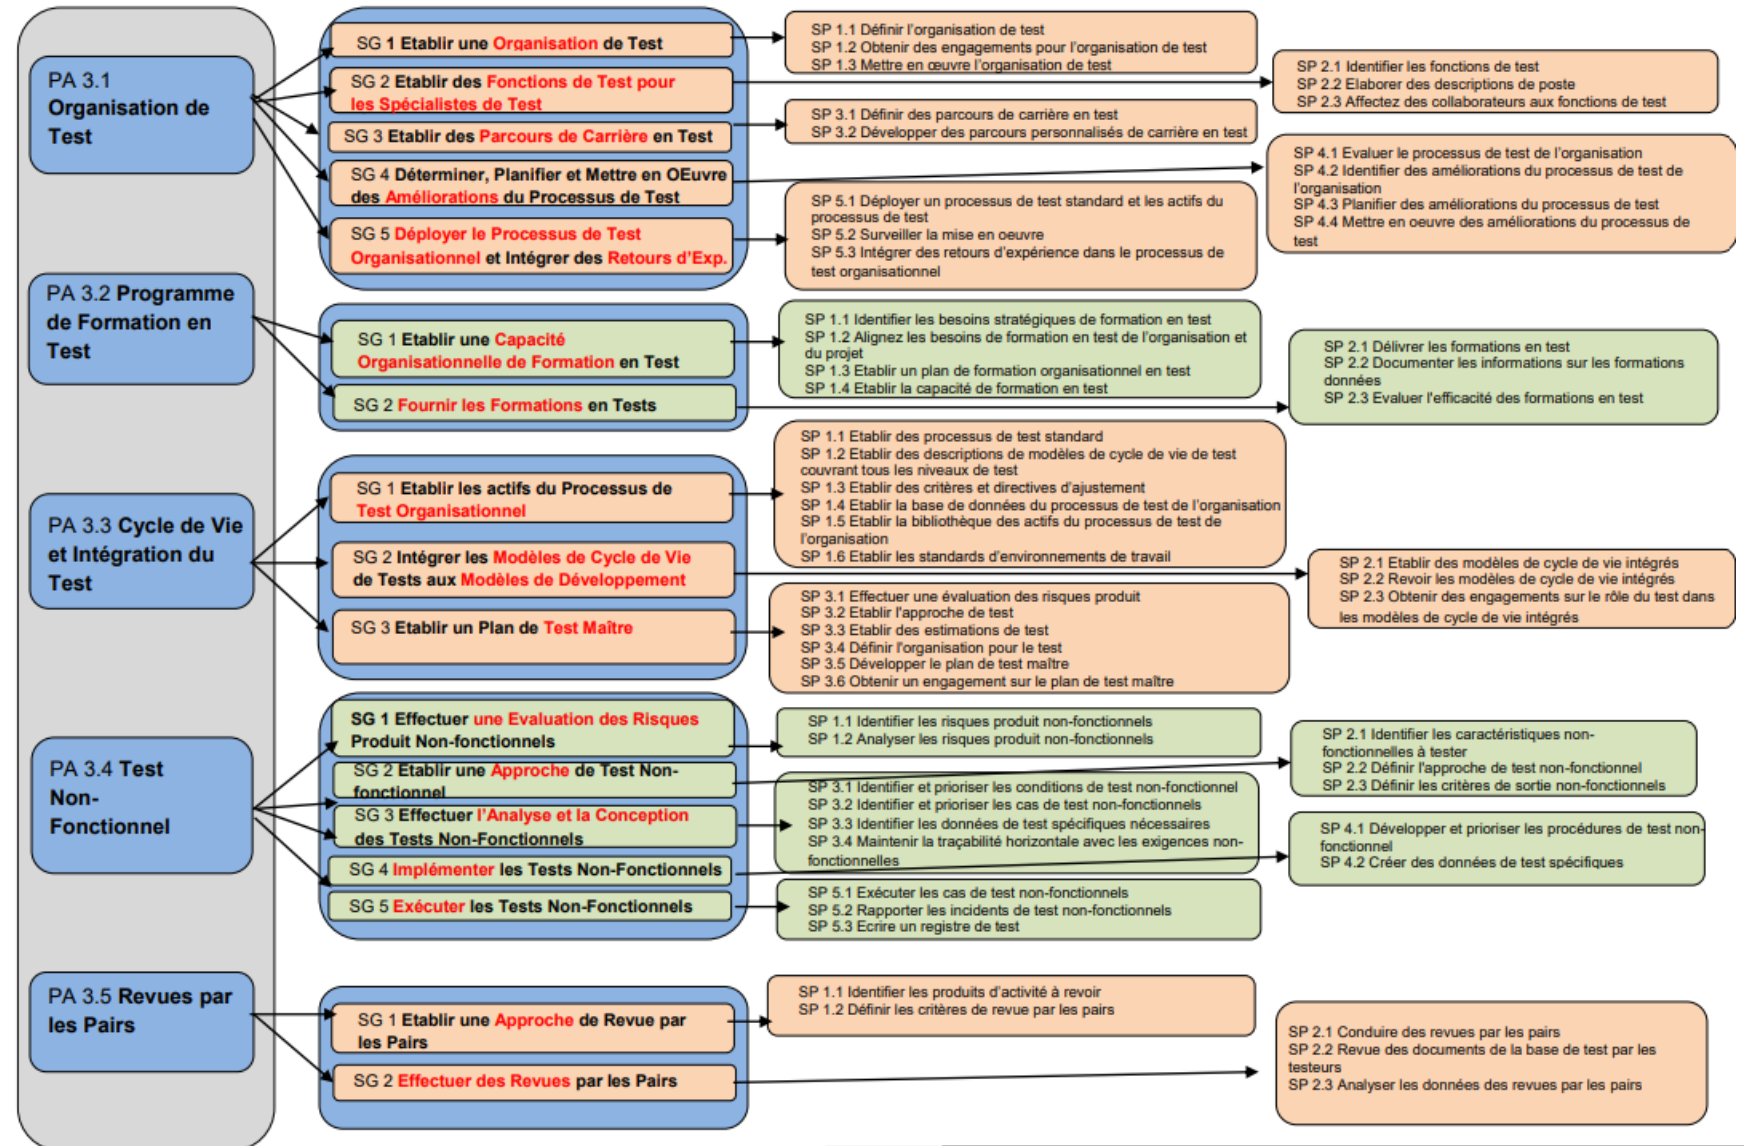 PA 3.1
Organisation de
Test
SG 1 Etablir une Organisation de Test
SP 1.1 Définir l'organisation de test
SP 1.2 Obtenir des engagements pour l'organisation de test
SP 1.3 Mettre en œuvre l'organisation de test
SG 2 Etablir des Fonctions de Test pour
les Spécialistes de Test
SP 2.1 Identifier les fonctions de test
SP 2.2 Elaborer des descriptions de poste
SP 2.3 Affectez des collaborateurs aux fonctions de test
SG 3 Etablir des Parcours de Carrière en Test
SP 3.1 Définir des parcours de carrière en test
SP 3.2 Développer des parcours personnalisés de carrière en test
SG 4 Déterminer, Planifier et Mettre en OEuvre
des Améliorations du Processus de Test
SP 4.1 Evaluer le processus de test de l'organisation
SP 4.2 Identifier des améliorations du processus de test de
l'organisation
SP 4.3 Planifier des améliorations du processus de test
SP 4.4 Mettre en oeuvre des améliorations du processus de
test
SG 5 Déployer le Processus de Test
Organisationnel et Intégrer des Retours d'Exp.
SP 5.1 Déployer un processus de test standard et les actifs du
processus de test
SP 5.2 Surveiller la mise en oeuvre
SP 5.3 Intégrer des retours d'expérience dans le processus de
test organisationnel
PA 3.2 Programme
de Formation en
Test
SG 1 Etablir une Capacité
Organisationnelle de Formation en Test
SP 1.1 Identifier les besoins stratégiques de formation en test
SP 1.2 Alignez les besoins de formation en test de l'organisation et
du projet
SP 1.3 Etablir un plan de formation organisationnel en test
SP 1.4 Etablir la capacité de formation en test
SG 2 Fournir les Formations en Tests
SP 2.1 Délivrer les formations en test
SP 2.2 Documenter les informations sur les formations
données
SP 2.3 Evaluer l'efficacité des formations en test
PA 3.3 Cycle de Vie
et Intégration du
Test
SG 1 Etablir les actifs du Processus de
Test Organisationnel
SP 1.1 Etablir des processus de test standard
SP 1.2 Etablir des descriptions de modèles de cycle de vie de test
couvrant tous les niveaux de test
SP 1.3 Etablir des critères et directives d'ajustement
SP 1.4 Etablir la base de données du processus de test de l'organisation
SP 1.5 Etablir la bibliothèque des actifs du processus de test de
l'organisation
SP 1.6 Etablir les standards d'environnements de travail
SG 2 Intégrer les Modèles de Cycle de Vie
de Tests aux Modèles de Développement
SP 2.1 Etablir des modèles de cycle de vie intégrés
SP 2.2 Revoir les modèles de cycle de vie intégrés
SP 2.3 Obtenir des engagements sur le rôle du test dans
les modèles de cycle de vie intégrés
SG 3 Etablir un Plan de Test Maître
SP 3.1 Effectuer une évaluation des risques produit
SP 3.2 Etablir l'approche de test
SP 3.3 Etablir des estimations de test
SP 3.4 Définir l'organisation pour le test
SP 3.5 Développer le plan de test maître
SP 3.6 Obtenir un engagement sur le plan de test maître
PA 3.4 Test
Non-
Fonctionnel
SG 1 Effectuer une Evaluation des Risques
Produit Non-fonctionnels
SP 1.1 Identifier les risques produit non-fonctionnels
SP 1.2 Analyser les risques produit non-fonctionnels
SG 2 Etablir une Approche de Test Non-
fonctionnel
SP 2.1 Identifier les caractéristiques non-
fonctionnelles à tester
SP 2.2 Définir l'approche de test non-fonctionnel
SP 2.3 Définir les critères de sortie non-fonctionnels
SG 3 Effectuer l'Analyse et la Conception
des Tests Non-Fonctionnels
SP 3.1 Identifier et prioriser les conditions de test non-fonctionnel
SP 3.2 Identifier et prioriser les cas de test non-fonctionnels
SP 3.3 Identifier les données de test spécifiques nécessaires
SP 3.4 Maintenir la traçabilité horizontale avec les exigences non-
fonctionnelles
SG 4 Implémenter les Tests Non-Fonctionnels
SP 4.1 Développer et prioriser les procédures de test non-
fonctionnel
SP 4.2 Créer des données de test spécifiques
SG 5 Exécuter les Tests Non-Fonctionnels
SP 5.1 Exécuter les cas de test non-fonctionnels
SP 5.2 Rapporter les incidents de test non-fonctionnels
SP 5.3 Ecrire un registre de test
PA 3.5 Revues par
les Pairs
SG 1 Etablir une Approche de Revue par
les Pairs
SP 1.1 Identifier les produits d'activité à revoir
SP 1.2 Définir les critères de revue par les pairs
SG 2 Effectuer des Revues par les Pairs
SP 2.1 Conduire des revues par les pairs
SP 2.2 Revue des documents de la base de test par les
testeurs
SP 2.3 Analyser les données des revues par les pairs